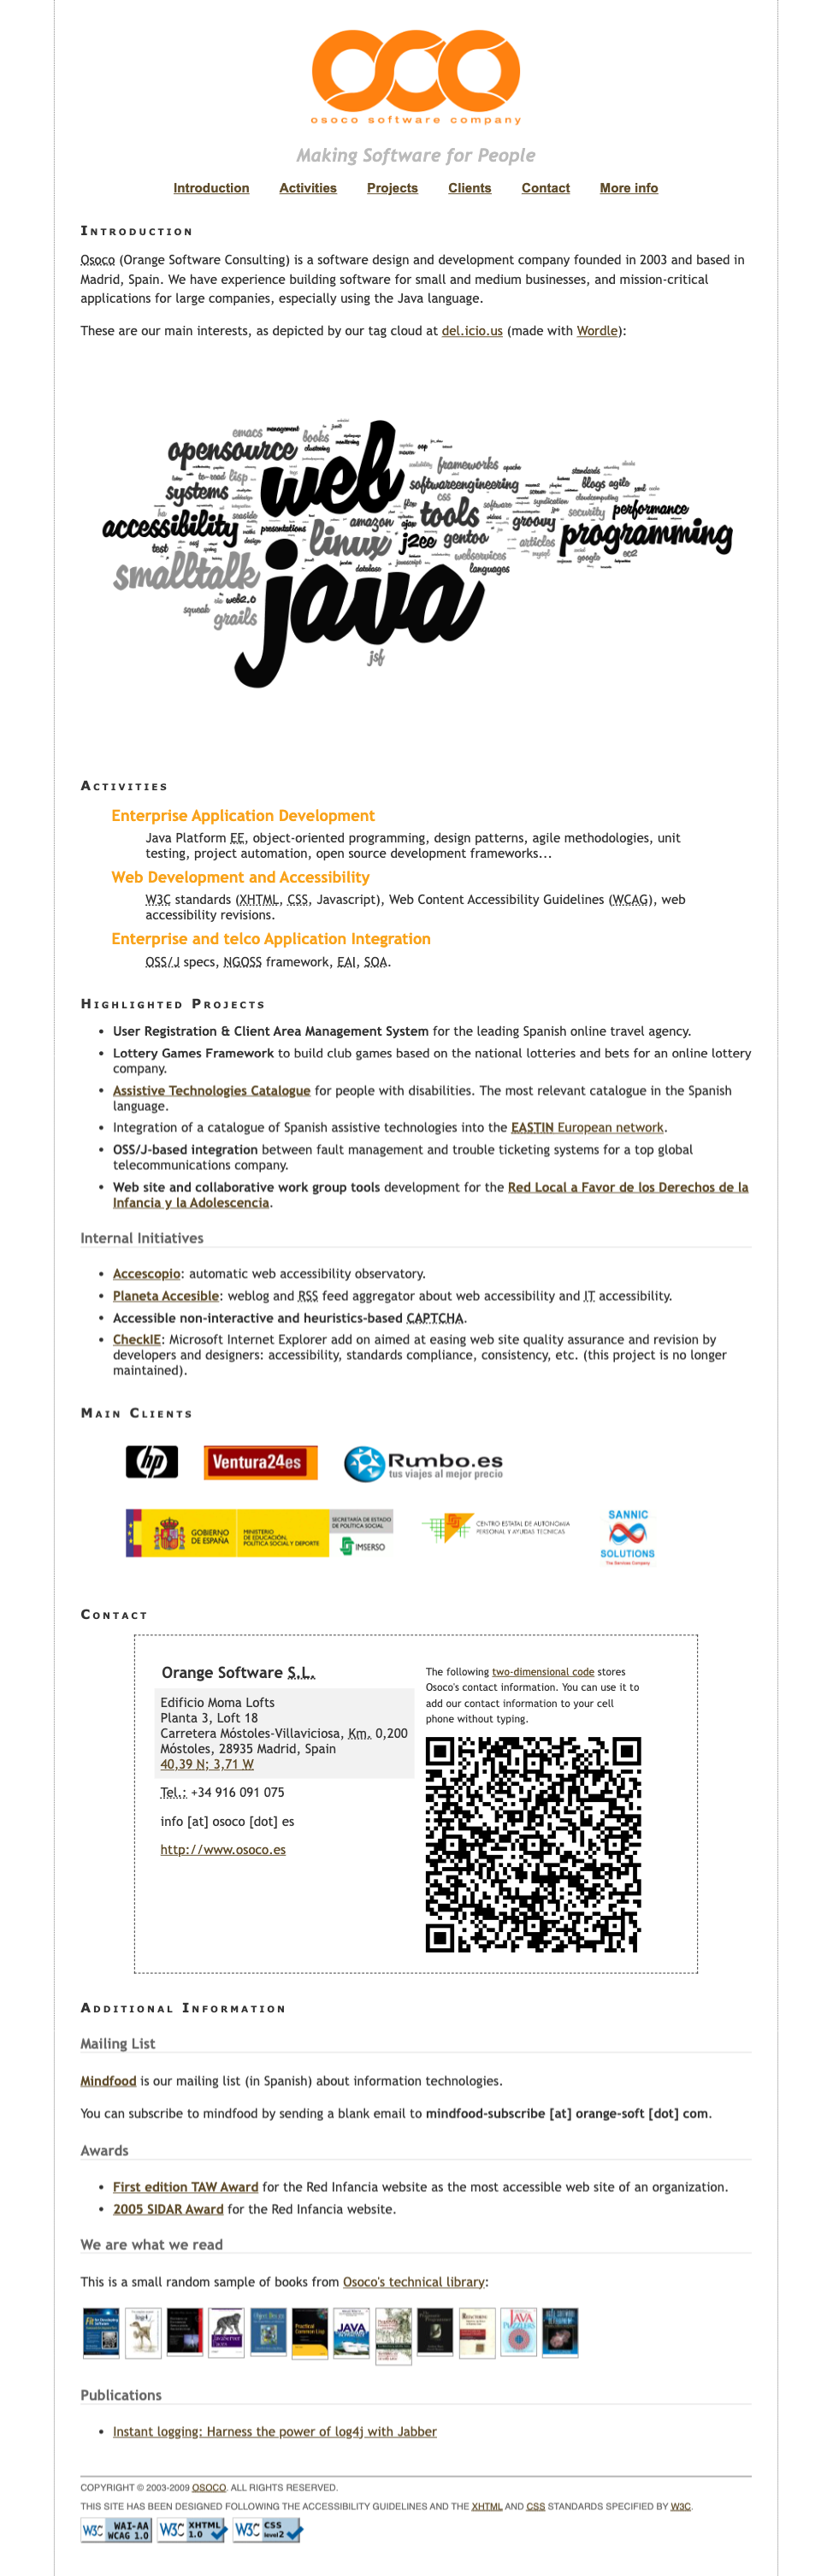 osoco software company
Making Software for People
Introduction Activities Projects Clients Contact More info
Introduction
Osoco (Orange Software Consulting) is a software design and development company founded in 2003 and based in
Madrid, Spain. We have experience building software for small and medium businesses, and mission-critical
applications for large companies, especially using the Java language.
These are our main interests, as depicted by our tag cloud at del.icio.us (made with Wordle):
emacs management books
opensource web frameworks
to-read lisp softwareengineering standards
systems css blogs agile
accessibility presentations amazon tools groovy security performance
test linux j2ee gentoo articles programming
smalltalk java webservices google ec2
database javascript languages
web2.0
squeak grails
jsf
Activities
Enterprise Application Development
Java Platform EE, object-oriented programming, design patterns, agile methodologies, unit
testing, project automation, open source development frameworks...
Web Development and Accessibility
W3C standards (XHTML, CSS, Javascript), Web Content Accessibility Guidelines (WCAG), web
accessibility revisions.
Enterprise and telco Application Integration
OSS/J specs, NGOSS framework, EAI, SOA.
Highlighted Projects
• User Registration & Client Area Management System for the leading Spanish online travel agency.
• Lottery Games Framework to build club games based on the national lotteries and bets for an online lottery
company.
• Assistive Technologies Catalogue for people with disabilities. The most relevant catalogue in the Spanish
language.
• Integration of a catalogue of Spanish assistive technologies into the EASTIN European network.
• OSS/J-based integration between fault management and trouble ticketing systems for a top global
telecommunications company.
• Web site and collaborative work group tools development for the Red Local a Favor de los Derechos de la
Infancia y la Adolescencia.
Internal Initiatives
• Accescopio: automatic web accessibility observatory.
• Planeta Accesible: weblog and RSS feed aggregator about web accessibility and IT accessibility.
• Accessible non-interactive and heuristics-based CAPTCHA.
• CheckIE: Microsoft Internet Explorer add on aimed at easing web site quality assurance and revision by
developers and designers: accessibility, standards compliance, consistency, etc. (this project is no longer
maintained).
Main Clients
hp Ventura24es Rumbo.es
tus viajes al mejor precio
GOBIERNO DE ESPAÑA
MINISTERIO DE EDUCACIÓN, POLÍTICA SOCIAL Y DEPORTE
SECRETARÍA DE ESTADO DE POLÍTICA SOCIAL
IMSERSO
CENTRO ESTATAL DE AUTONOMÍA
PERSONAL Y AYUDAS TÉCNICAS
SANNIC
SOLUTIONS
The Services Company
Contact
Orange Software S.L.
Edificio Moma Lofts
Planta 3, Loft 18
Carretera Móstoles-Villaviciosa, Km. 0,200
Móstoles, 28935 Madrid, Spain
40,39 N; 3,71 W
Tel.: +34 916 091 075
info [at] osoco [dot] es
http://www.osoco.es
The following two-dimensional code stores
Osoco's contact information. You can use it to
add our contact information to your cell
phone without typing.
Additional Information
Mailing List
Mindfood is our mailing list (in Spanish) about information technologies.
You can subscribe to mindfood by sending a blank email to mindfood-subscribe [at] orange-soft [dot] com.
Awards
• First edition TAW Award for the Red Infancia website as the most accessible web site of an organization.
• 2005 SIDAR Award for the Red Infancia website.
We are what we read
This is a small random sample of books from Osoco's technical library:
Practical
Common Lisp
JAVA
JAVA
PUZZLERS
Publications
• Instant logging: Harness the power of log4j with Jabber
COPYRIGHT © 2003-2009 OSOCO. ALL RIGHTS RESERVED.
THIS SITE HAS BEEN DESIGNED FOLLOWING THE ACCESSIBILITY GUIDELINES AND THE XHTML AND CSS STANDARDS SPECIFIED BY W3C.
W3C WAI-AA WCAG 1.0 W3C XHTML 1.0 W3C CSS level 2